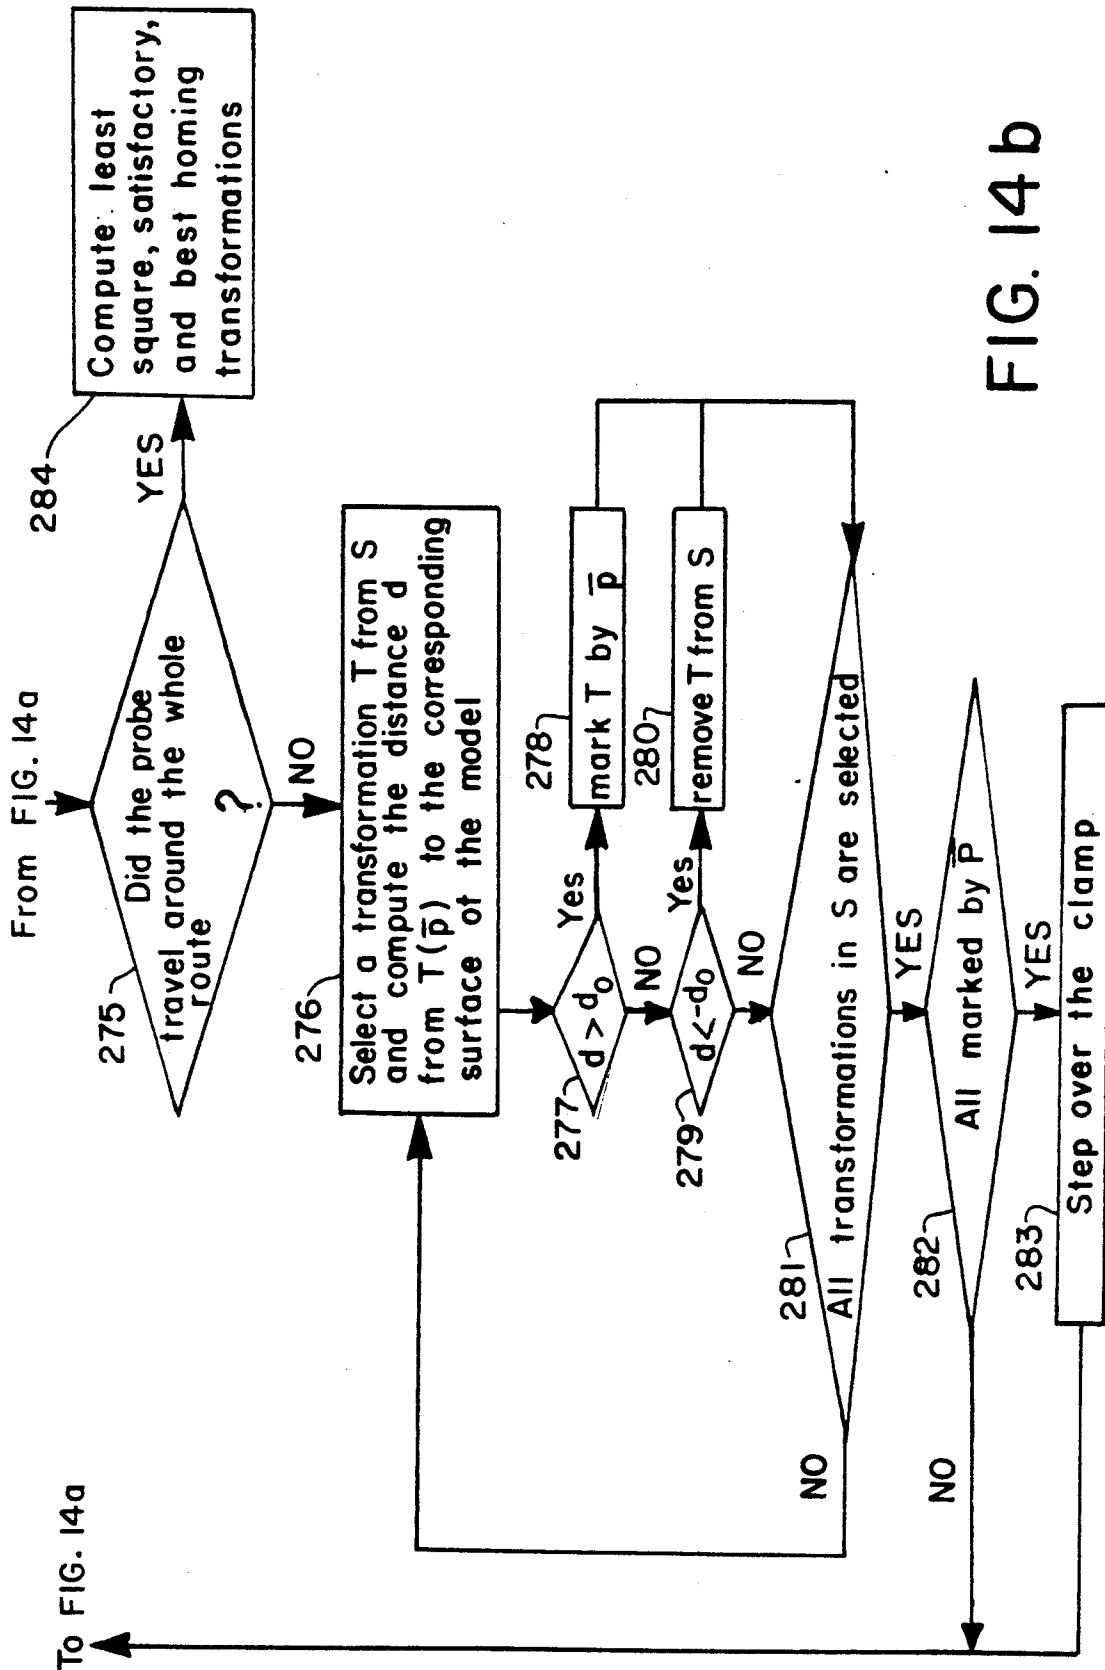 To FIG. 14a
From FIG. 14a
275
Did the probe
travel around the whole
route
?
YES
NO
284
Compute least
square, satisfactory,
and best homing
transformations
276
Select a transformation T from S
and compute the distance d
from T(p̅) to the corresponding
surface of the model
277
d > d₀
Yes
NO
278
mark T by p̅
279
d<-d₀
Yes
NO
280
remove T from S
281
All transformations in S are selected
NO
YES
282
All marked by P̅
NO
YES
283
Step over the clamp
FIG. 14b